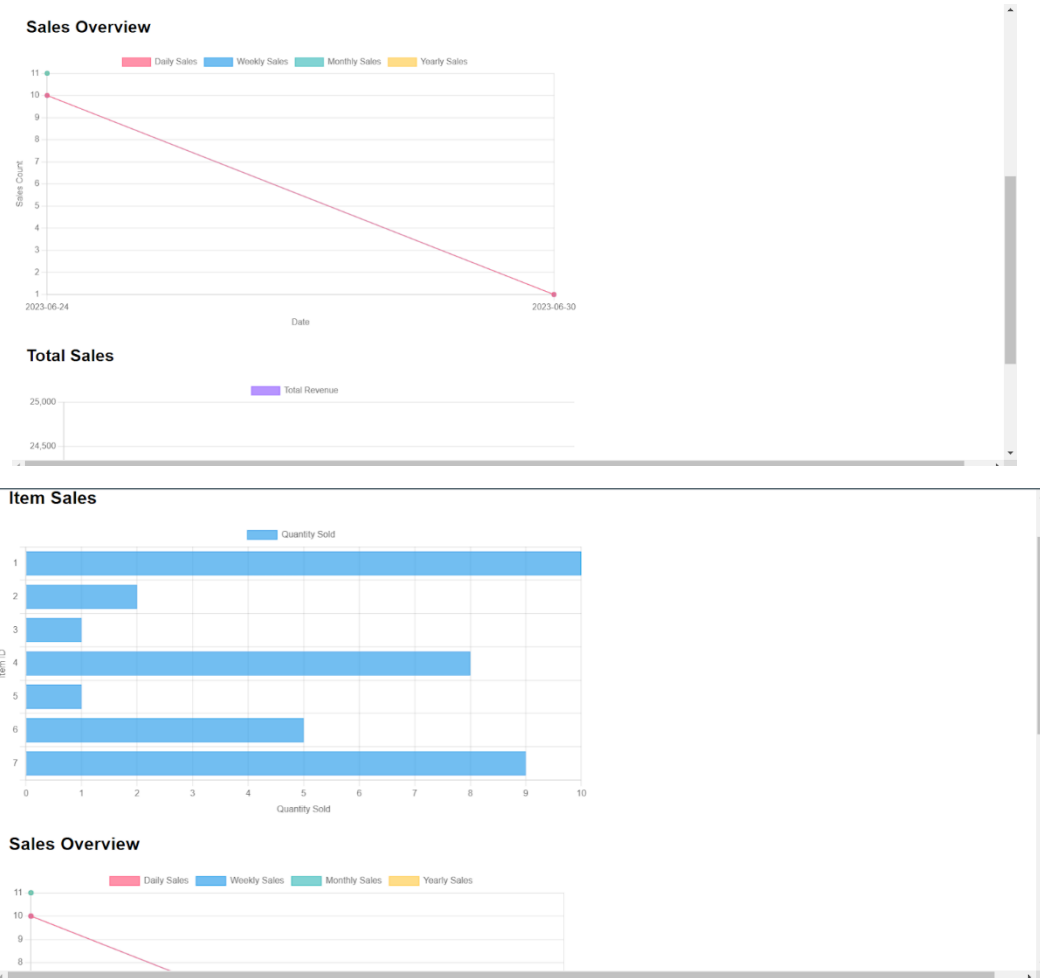 Sales Overview
Daily Sales Weekly Sales Monthly Sales Yearly Sales
11
10
9
8
7
6
5
4
3
2
1
Sales Count
2023-06-24 2023-06-30
Date
Total Sales
Total Revenue
25,000
24,500
Item Sales
Quantity Sold
1
2
3
4
5
6
7
Item ID
0 1 2 3 4 5 6 7 8 9 10
Quantity Sold
Sales Overview
Daily Sales Weekly Sales Monthly Sales Yearly Sales
11
10
9
8